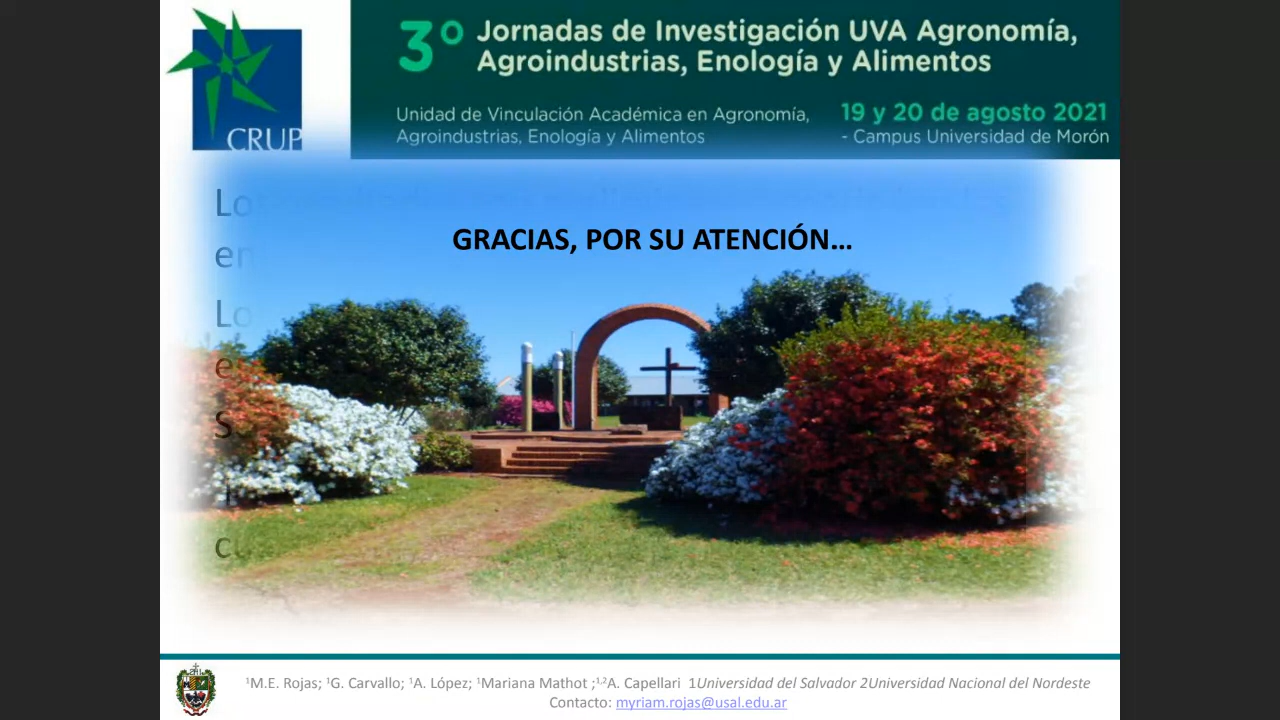 3° Jornadas de Investigación UVA Agronomía,
Agroindustrias, Enología y Alimentos
Unidad de Vinculación Académica en Agronomía,
Agroindustrias, Enología y Alimentos
19 y 20 de agosto 2021
- Campus Universidad de Morón
CRUP
GRACIAS, POR SU ATENCIÓN...
¹M.E. Rojas; ¹G. Carvallo; ¹A. López; ¹Mariana Mathot ;¹˒²A. Capellari 1Universidad del Salvador 2Universidad Nacional del Nordeste
Contacto: myriam.rojas@usal.edu.ar